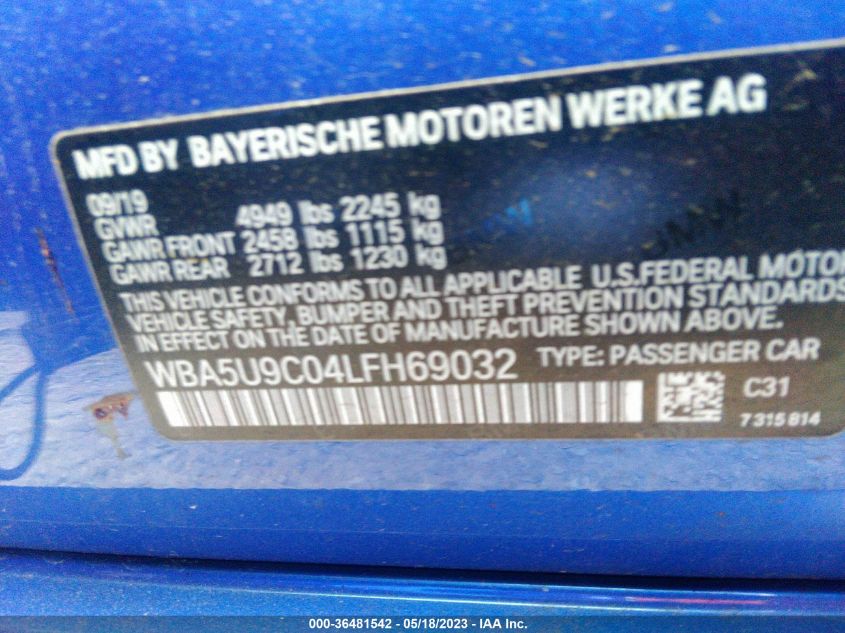 MFD BY BAYERISCHE MOTOREN WERKE AG
09/19
GVWR 4949 lbs 2245 kg
GAWR FRONT 2458 lbs 1115 kg
GAWR REAR 2712 lbs 1230 kg
THIS VEHICLE CONFORMS TO ALL APPLICABLE U.S.FEDERAL MOTOR
VEHICLE SAFETY, BUMPER AND THEFT PREVENTION STANDARDS
IN EFFECT ON THE DATE OF MANUFACTURE SHOWN ABOVE.
WBA5U9C04LFH69032 TYPE: PASSENGER CAR
C31
7315814
000-36481542 - 05/18/2023 - IAA Inc.